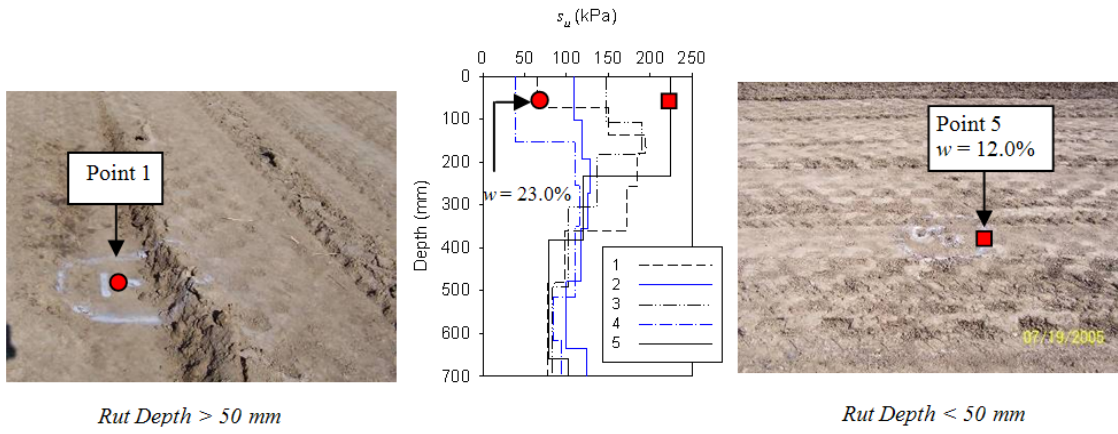 s_u (kPa)
0 50 100 150 200 250
0
100
200
300
400
500
600
700
Depth (mm)
w = 23.0%
1
2
3
4
5
Point 1
Point 5
w = 12.0%
07/19/2005
Rut Depth > 50 mm
Rut Depth < 50 mm